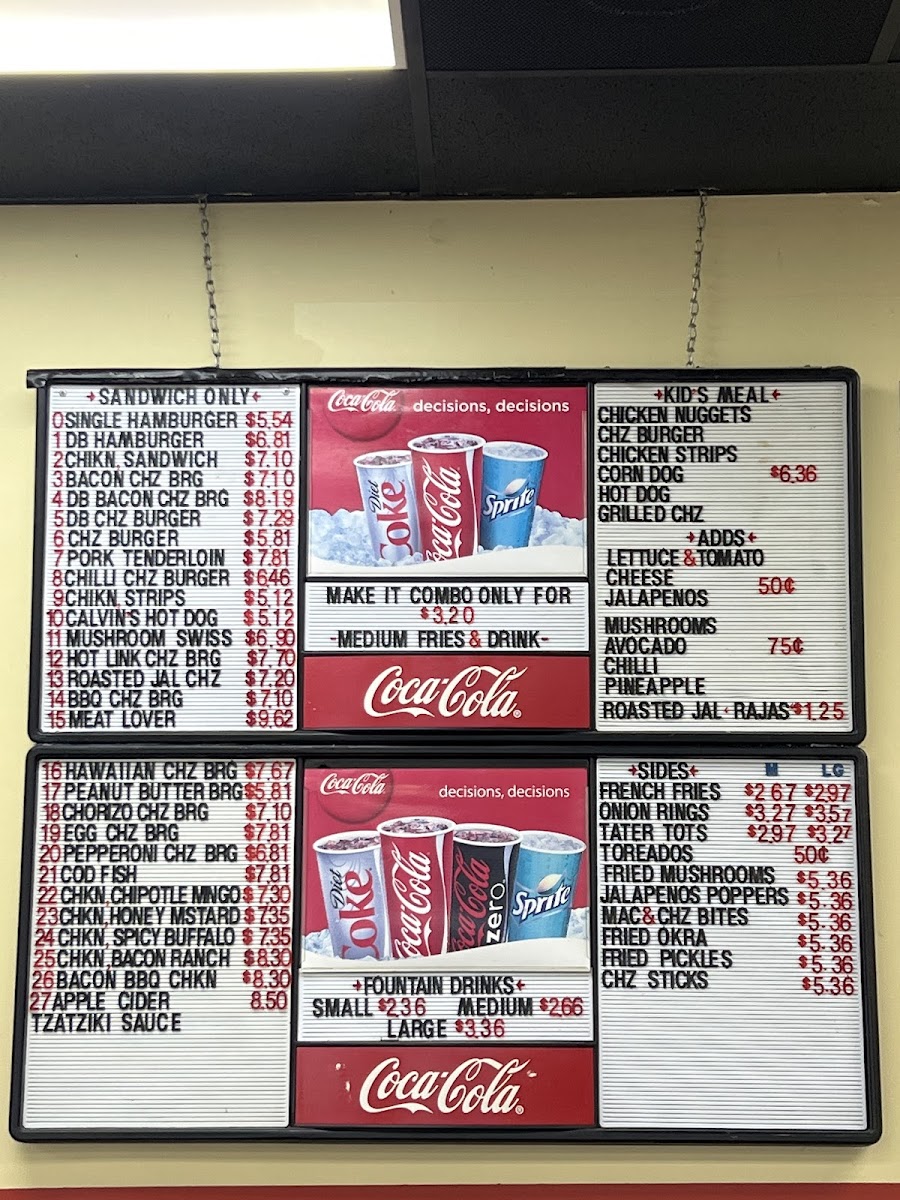 SANDWICH ONLY
0 SINGLE HAMBURGER $5.54
1 DB HAMBURGER $6.81
2 CHIKN. SANDWICH $7.10
3 BACON CHZ BRG $7.10
4 DB BACON CHZ BRG $8.19
5 DB CHZ BURGER $7.29
6 CHZ BURGER $5.81
7 PORK TENDERLOIN $7.81
8 CHILLI CHZ BURGER $6.46
9 CHIKN. STRIPS $5.12
10 CALVIN'S HOT DOG $5.12
11 MUSHROOM SWISS $6.90
12 HOT LINK CHZ BRG $7.70
13 ROASTED JAL CHZ $7.20
14 BBQ CHZ BRG $7.10
15 MEAT LOVER $9.62
Coca-Cola decisions, decisions
Diet Coke
Coca-Cola
Sprite
MAKE IT COMBO ONLY FOR
$3.20
-MEDIUM FRIES & DRINK-
Coca-Cola
KID'S MEAL
CHICKEN NUGGETS
CHZ BURGER
CHICKEN STRIPS
CORN DOG $6.36
HOT DOG
GRILLED CHZ
ADDS
LETTUCE & TOMATO
CHEESE 50¢
JALAPENOS
MUSHROOMS
AVOCADO 75¢
CHILLI
PINEAPPLE
ROASTED JAL · RAJAS $1.25
16 HAWAIIAN CHZ BRG $7.67
17 PEANUT BUTTER BRG $5.81
18 CHORIZO CHZ BRG $7.10
19 EGG CHZ BRG $7.81
20 PEPPERONI CHZ BRG $6.81
21 COD FISH $7.81
22 CHKN. CHIPOTLE MNGO $7.30
23 CHKN. HONEY MSTARD $7.35
24 CHKN. SPICY BUFFALO $7.35
25 CHKN. BACON RANCH $8.30
26 BACON BBQ CHKN $8.30
27 APPLE CIDER 8.50
TZATZIKI SAUCE
Coca-Cola decisions, decisions
Diet Coke
Coca-Cola
Coca-Cola zero
Sprite
FOUNTAIN DRINKS
SMALL $2.36 MEDIUM $2.66
LARGE $3.36
Coca-Cola
SIDES M LG
FRENCH FRIES $2.67 $2.97
ONION RINGS $3.27 $3.57
TATER TOTS $2.97 $3.27
TOREADOS 50¢
FRIED MUSHROOMS $5.36
JALAPENOS POPPERS $5.36
MAC & CHZ BITES $5.36
FRIED OKRA $5.36
FRIED PICKLES $5.36
CHZ STICKS $5.36